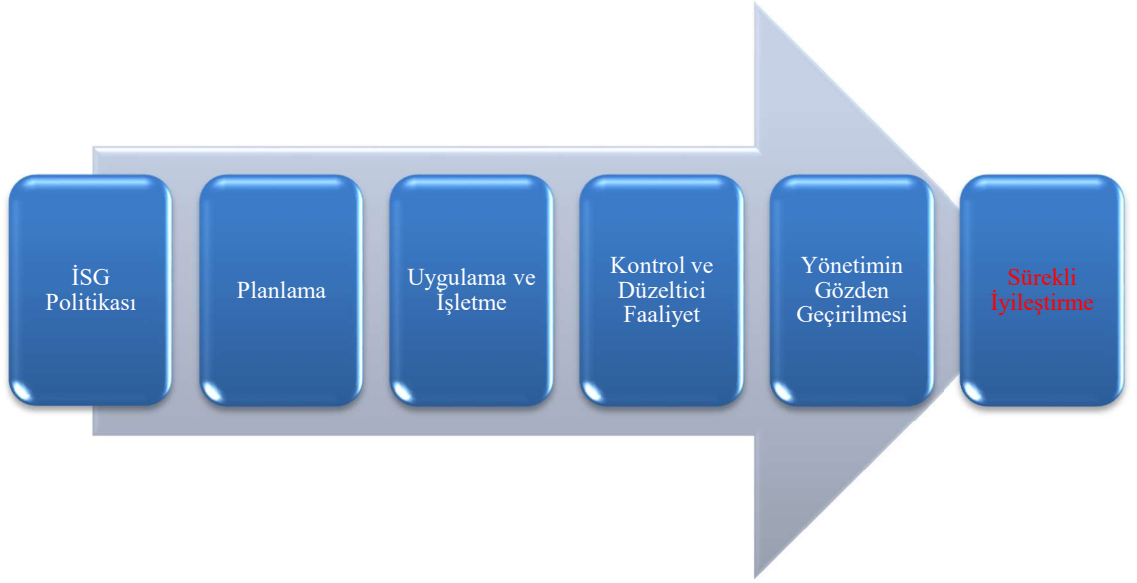 İSG
Politikası
Planlama
Uygulama ve
İşletme
Kontrol ve
Düzeltici
Faaliyet
Yönetimin
Gözden
Geçirilmesi
Sürekli
İyileştirme